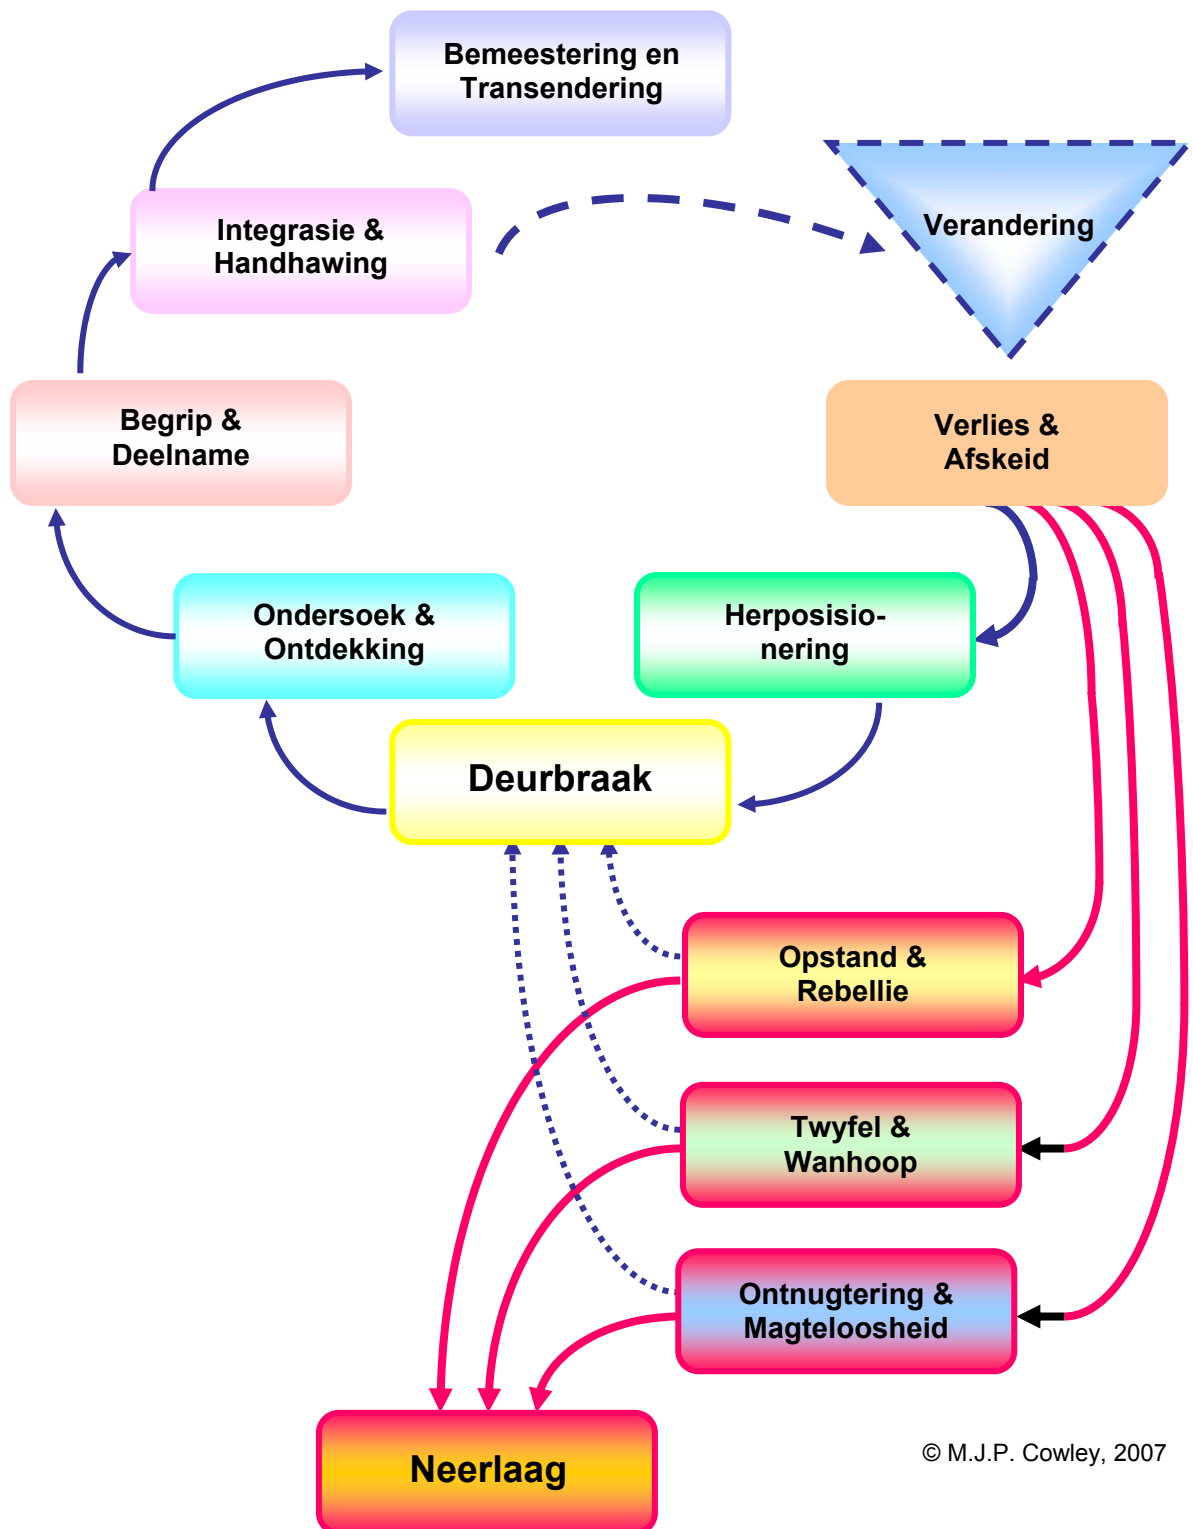 Bemeestering en
Transendering
Verandering
Integrasie &
Handhawing
Begrip &
Deelname
Verlies &
Afskeid
Ondersoek &
Ontdekking
Herposisio-
nering
Deurbraak
Opstand &
Rebellie
Twyfel &
Wanhoop
Ontnugtering &
Magteloosheid
Neerlaag
© M.J.P. Cowley, 2007